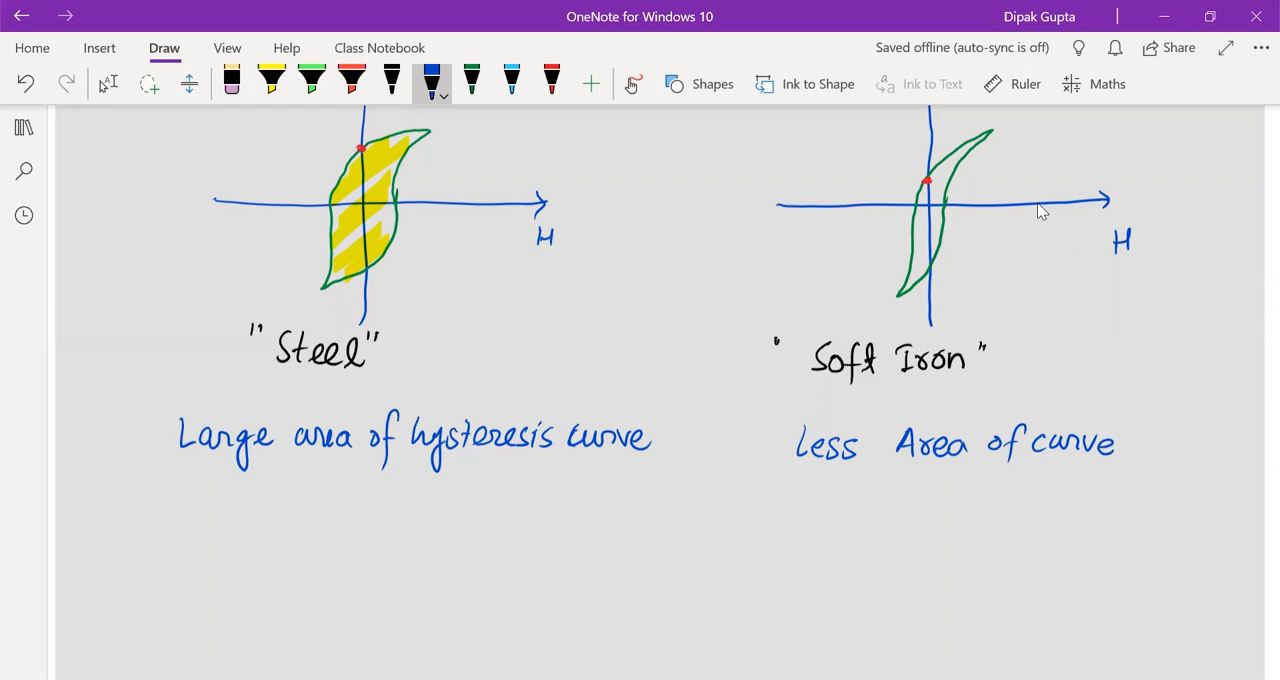 OneNote for Windows 10
Dipak Gupta
Home Insert Draw View Help Class Notebook
Saved offline (auto-sync is off)
Share
Shapes
Ink to Shape
Ink to Text
Ruler
Maths
H
H
"Steel"
"Soft Iron"
Large area of hysteresis curve
Less Area of curve